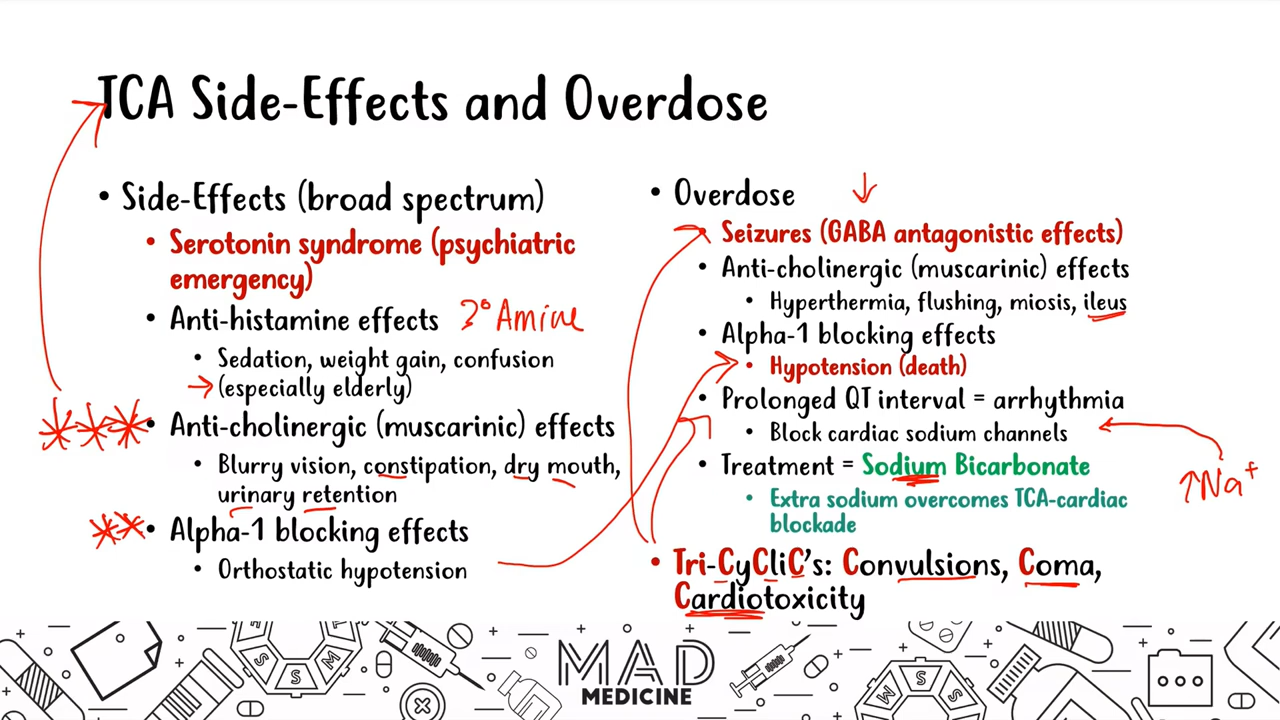 TCA Side-Effects and Overdose
• Side-Effects (broad spectrum)
• Serotonin syndrome (psychiatric
emergency)
• Anti-histamine effects 3° Amine
• Sedation, weight gain, confusion
→ (especially elderly)
• Anti-cholinergic (muscarinic) effects
• Blurry vision, constipation, dry mouth,
urinary retention
• Alpha-1 blocking effects
• Orthostatic hypotension
• Overdose ↓
• Seizures (GABA antagonistic effects)
• Anti-cholinergic (muscarinic) effects
• Hyperthermia, flushing, miosis, ileus
• Alpha-1 blocking effects
• Hypotension (death)
• Prolonged QT interval = arrhythmia
• Block cardiac sodium channels
• Treatment = Sodium Bicarbonate
↑Na+
• Extra sodium overcomes TCA-cardiac
blockade
• Tri-CyCliC's: Convulsions, Coma,
Cardiotoxicity
MAD
MEDICINE
S
S
M
M
S
S